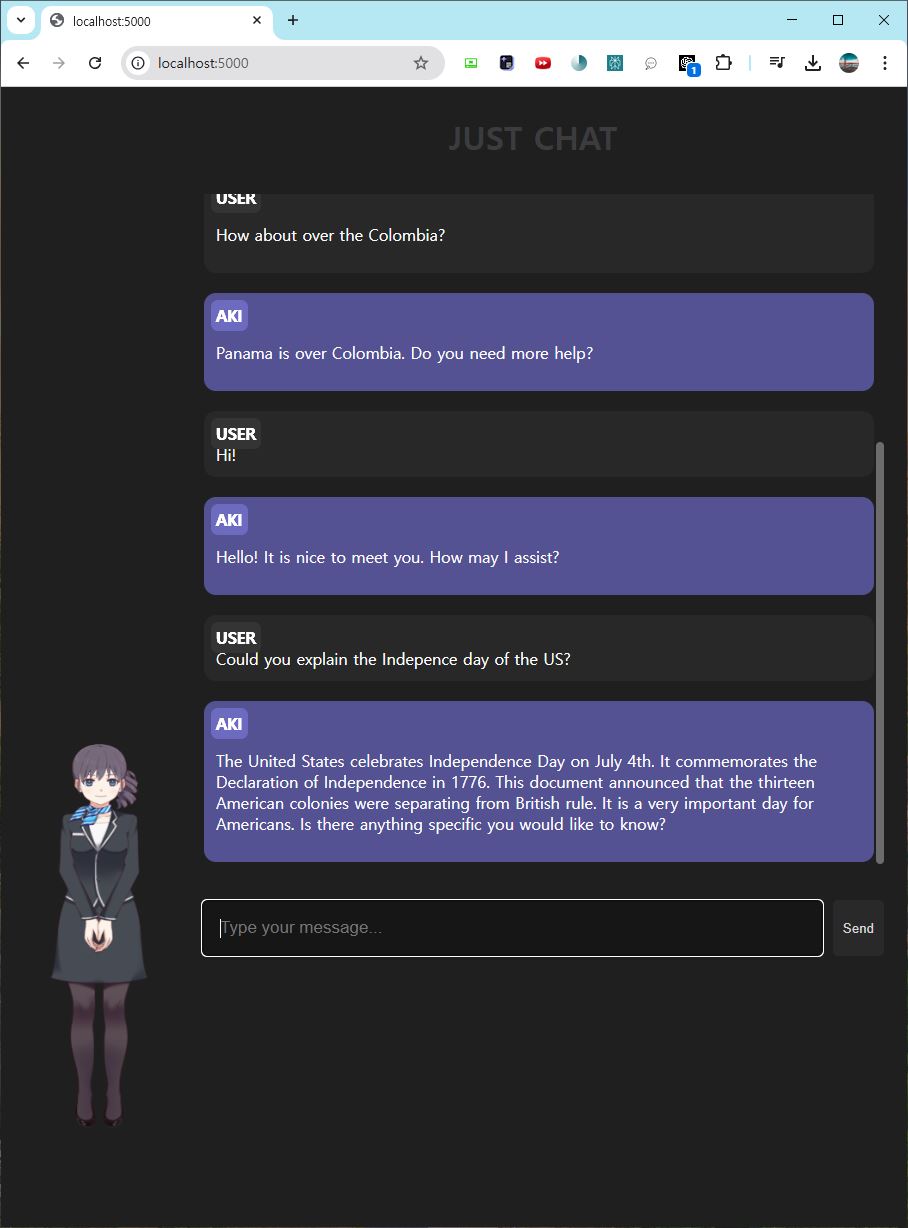 localhost:5000
localhost:5000
1
JUST CHAT
USER
How about over the Colombia?
AKI
Panama is over Colombia. Do you need more help?
USER
Hi!
AKI
Hello! It is nice to meet you. How may I assist?
USER
Could you explain the Indepence day of the US?
AKI
The United States celebrates Independence Day on July 4th. It commemorates the
Declaration of Independence in 1776. This document announced that the thirteen
American colonies were separating from British rule. It is a very important day for
Americans. Is there anything specific you would like to know?
Type your message...
Send